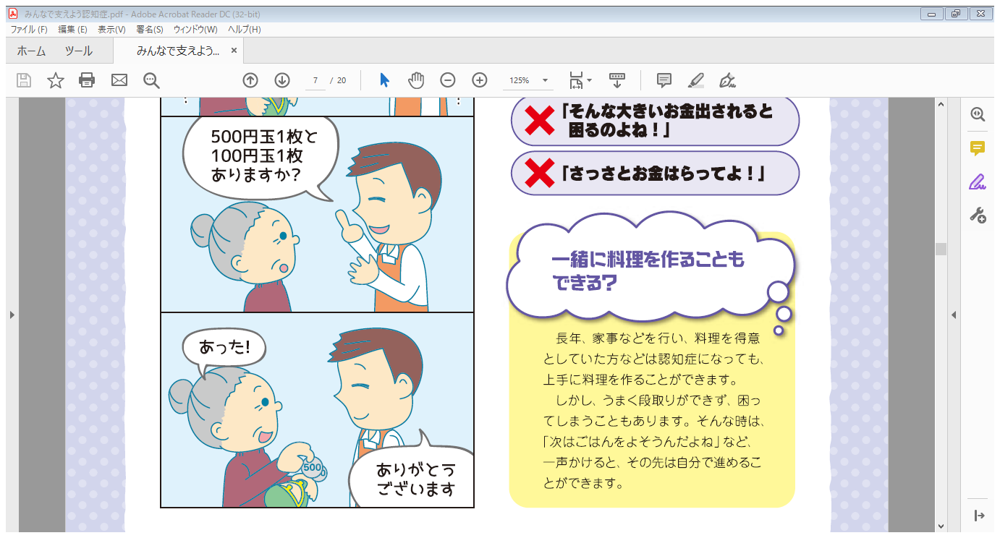 みんなで支えよう認知症.pdf - Adobe Acrobat Reader DC (32-bit)
ファイル (F) 編集 (E) 表示(V) 署名(S) ウィンドウ(W) ヘルプ(H)
ホーム ツール みんなで支えよう... ×
7 / 20 125%
500円玉1枚と
100円玉1枚
ありますか?
あった!
500
ありがとう
ございます
「そんな大きいお金出されると
困るのよね！」
「さっさとお金はらってよ！」
一緒に料理を作ることも
できる?
長年、家事などを行い、料理を得意
としていた方などは認知症になっても、
上手に料理を作ることができます。
しかし、うまく段取りができず、困っ
てしまうこともあります。そんな時は、
「次はごはんをよそうんだよね」など、
一声かけると、その先は自分で進めるこ
とができます。